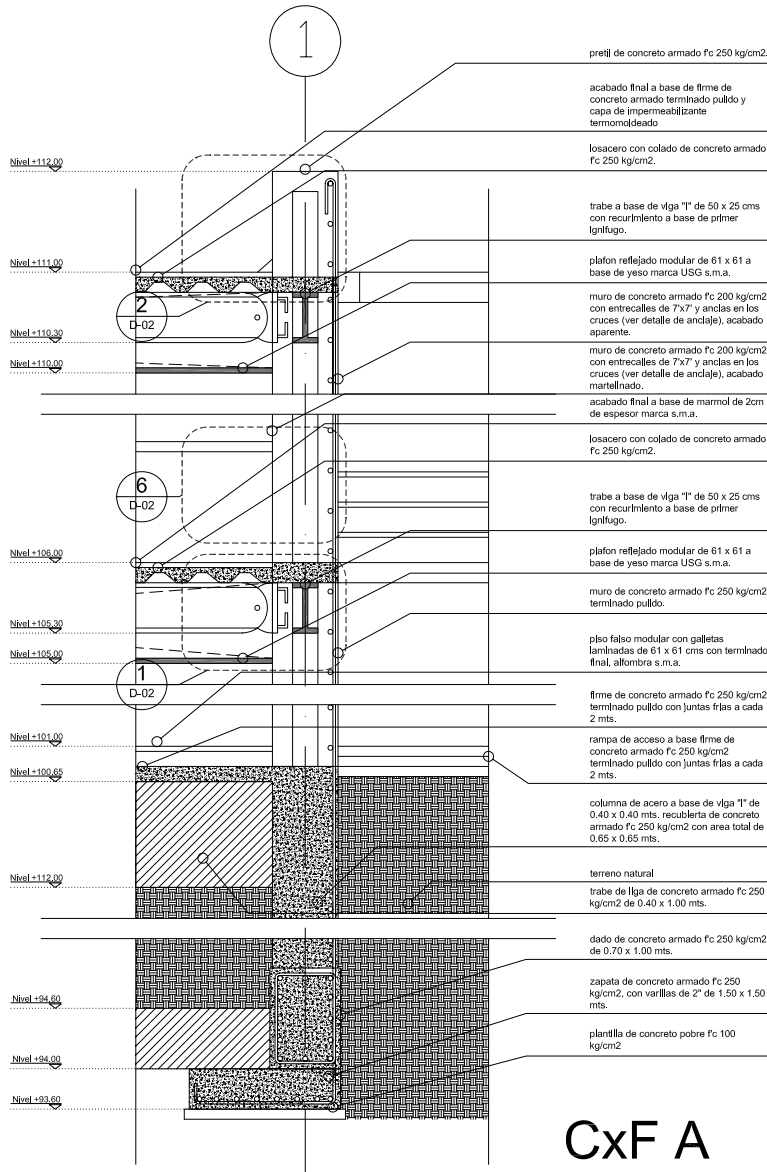 1
pretil de concreto armado f'c 250 kg/cm2.
acabado final a base de firme de
concreto armado terminado pulido y
capa de impermeabilizante
termomoldeado
losacero con colado de concreto armado
f'c 250 kg/cm2.
trabe a base de viga "I" de 50 x 25 cms
con recurimiento a base de primer
ignifugo.
plafon reflejado modular de 61 x 61 a
base de yeso marca USG s.m.a.
muro de concreto armado f'c 200 kg/cm2
con entrecalles de 7'x7' y anclas en los
cruces (ver detalle de anclaje), acabado
aparente.
muro de concreto armado f'c 200 kg/cm2
con entrecalles de 7'x7' y anclas en los
cruces (ver detalle de anclaje), acabado
martelinado.
acabado final a base de marmol de 2cm
de espesor marca s.m.a.
losacero con colado de concreto armado
f'c 250 kg/cm2.
trabe a base de viga "I" de 50 x 25 cms
con recurimiento a base de primer
ignifugo.
plafon reflejado modular de 61 x 61 a
base de yeso marca USG s.m.a.
muro de concreto armado f'c 250 kg/cm2
terminado pulido.
piso falso modular con galletas
laminadas de 61 x 61 cms con terminado
final, alfombra s.m.a.
firme de concreto armado f'c 250 kg/cm2
terminado pulido con juntas frias a cada
2 mts.
rampa de acceso a base firme de
concreto armado f'c 250 kg/cm2
terminado pulido con juntas frias a cada
2 mts.
columna de acero a base de viga "I" de
0.40 x 0.40 mts. recubierta de concreto
armado f'c 250 kg/cm2 con area total de
0.65 x 0.65 mts.
terreno natural
trabe de liga de concreto armado f'c 250
kg/cm2 de 0.40 x 1.00 mts.
dado de concreto armado f'c 250 kg/cm2
de 0.70 x 1.00 mts.
zapata de concreto armado f'c 250
kg/cm2, con varillas de 2" de 1.50 x 1.50
mts.
plantilla de concreto pobre f'c 100
kg/cm2
Nivel +112.00
Nivel +111.00
2
D-02
Nivel +110.30
Nivel +110.00
6
D-02
Nivel +106.00
Nivel +105.30
Nivel +105.00
1
D-02
Nivel +101.00
Nivel +100.65
Nivel +112.00
Nivel +94.60
Nivel +94.00
Nivel +93.60
CxF A